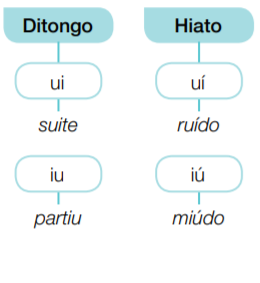 Ditongo Hiato
ui uí
suite ruído
iu iú
partiu miúdo